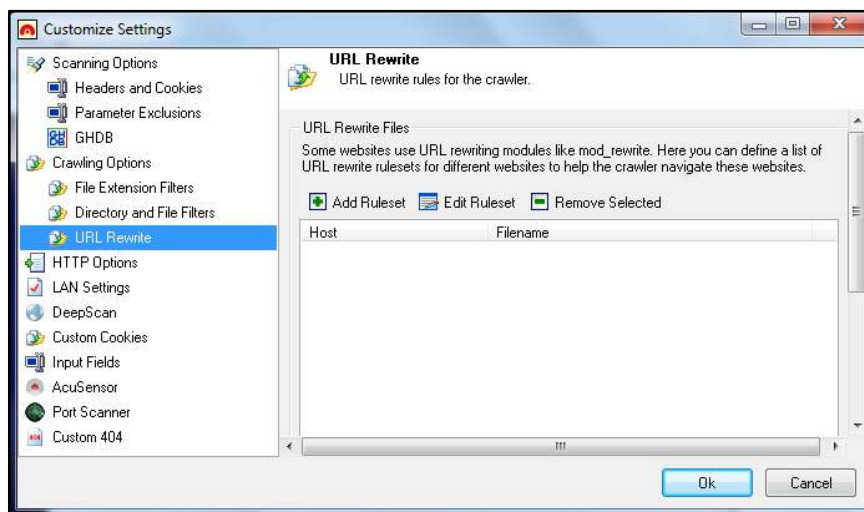 Customize Settings
Scanning Options
Headers and Cookies
Parameter Exclusions
GHDB
Crawling Options
File Extension Filters
Directory and File Filters
URL Rewrite
HTTP Options
LAN Settings
DeepScan
Custom Cookies
Input Fields
AcuSensor
Port Scanner
Custom 404
URL Rewrite
URL rewrite rules for the crawler.
URL Rewrite Files
Some websites use URL rewriting modules like mod_rewrite. Here you can define a list of
URL rewrite rulesets for different websites to help the crawler navigate these websites.
Add Ruleset Edit Ruleset Remove Selected
Host Filename
Ok Cancel